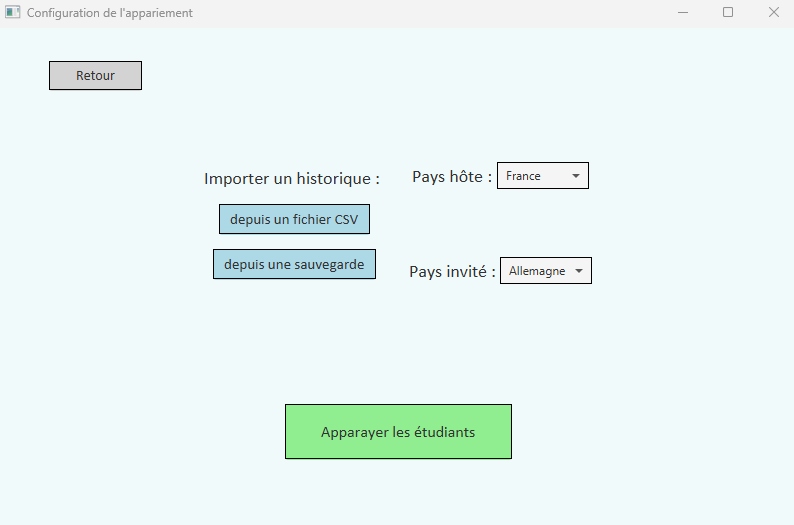 Configuration de l'appariement
Retour
Importer un historique :
depuis un fichier CSV
depuis une sauvegarde
Pays hôte : France
Pays invité : Allemagne
Apparayer les étudiants